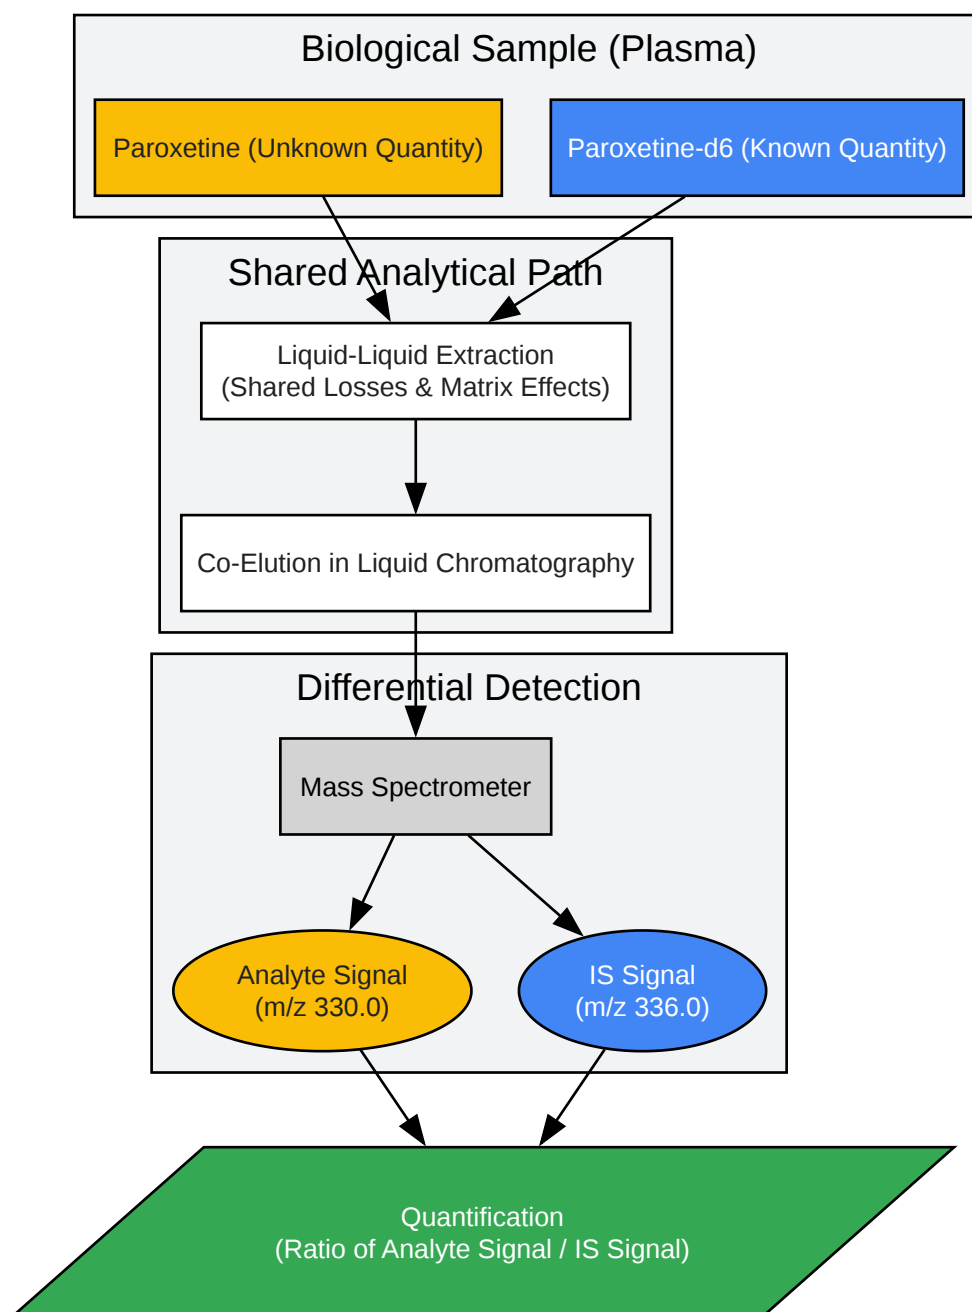 Biological Sample (Plasma)
Paroxetine (Unknown Quantity)
Paroxetine-d6 (Known Quantity)
Shared Analytical Path
Liquid-Liquid Extraction
(Shared Losses & Matrix Effects)
Co-Elution in Liquid Chromatography
Differential Detection
Mass Spectrometer
Analyte Signal
(m/z 330.0)
IS Signal
(m/z 336.0)
Quantification
(Ratio of Analyte Signal / IS Signal)